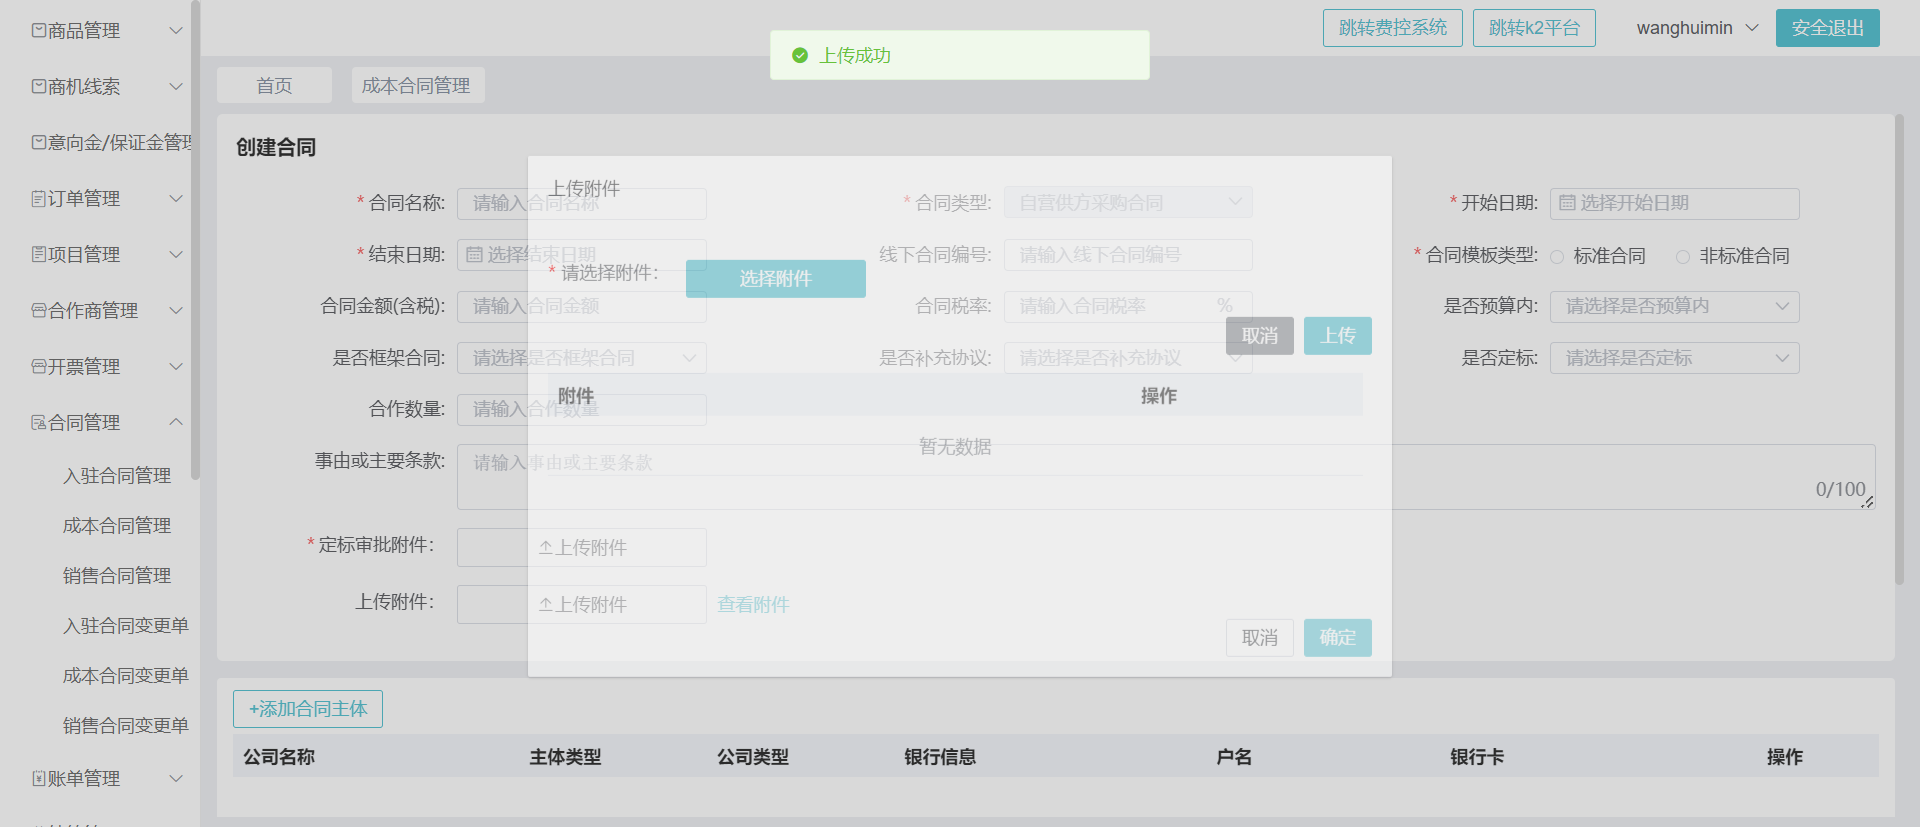 商品管理
商机线索
意向金/保证金管理
订单管理
项目管理
合作商管理
开票管理
合同管理
入驻合同管理
成本合同管理
销售合同管理
入驻合同变更单
成本合同变更单
销售合同变更单
账单管理
跳转费控系统
跳转k2平台
wanghuimin
安全退出
上传成功
首页
成本合同管理
创建合同
* 合同名称:
请输入合同名称
* 合同类型:
自营供方采购合同
* 开始日期:
选择开始日期
* 结束日期:
选择结束日期
线下合同编号:
请输入线下合同编号
* 合同模板类型:
标准合同
非标准合同
合同金额(含税):
请输入合同金额
合同税率:
请输入合同税率
%
是否预算内:
请选择是否预算内
是否框架合同:
请选择是否框架合同
是否补充协议:
请选择是否补充协议
是否定标:
请选择是否定标
合作数量:
请输入合作数量
事由或主要条款:
请输入事由或主要条款
0/100
* 定标审批附件:
上传附件
上传附件:
上传附件
查看附件
上传附件
* 请选择附件:
选择附件
取消
上传
附件
操作
暂无数据
取消
确定
+添加合同主体
公司名称
主体类型
公司类型
银行信息
户名
银行卡
操作